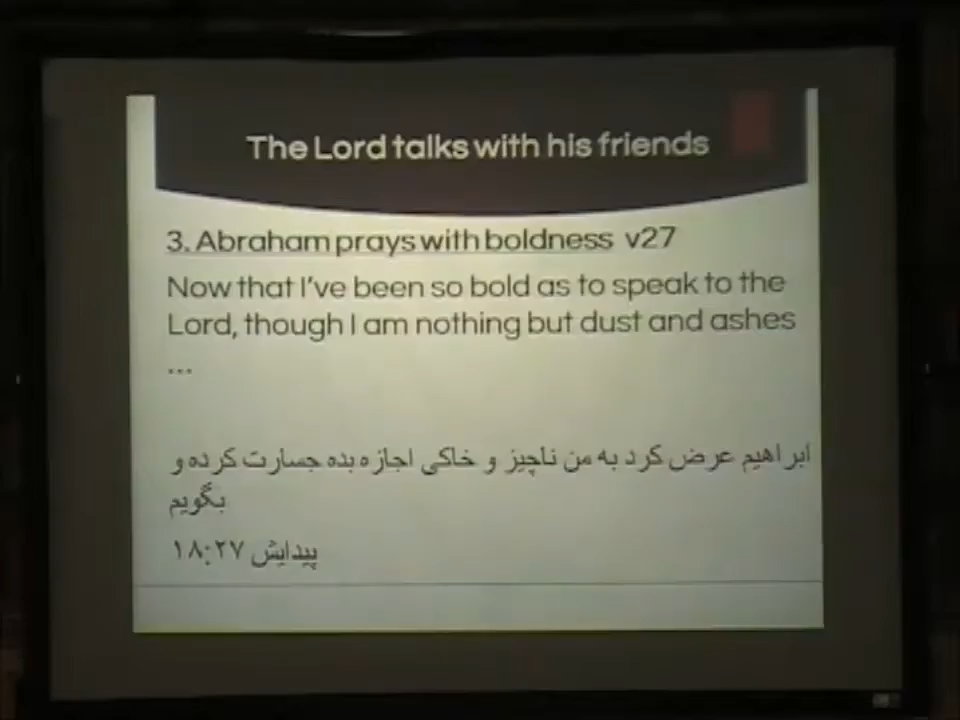 The Lord talks with his friends
3. Abraham prays with boldness v27
Now that I've been so bold as to speak to the
Lord, though I am nothing but dust and ashes
...
ابراهیم عرض کرد به من ناچیز و خاکی اجازه بده جسارت کرده و
بگویم
پیدایش ۱۸:۲۷